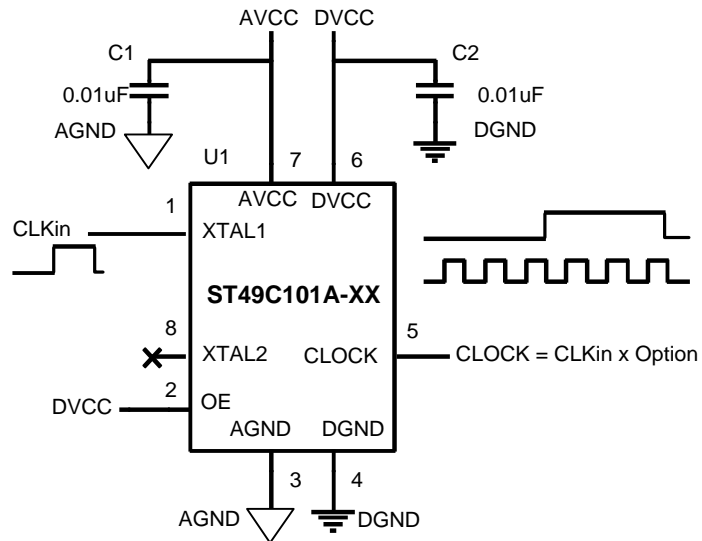 AVCC DVCC
C1 C2
0.01uF 0.01uF
AGND DGND
U1 7 6
AVCC DVCC
1
CLKin XTAL1
ST49C101A-XX
8 5
XTAL2 CLOCK CLOCK = CLKin x Option
2
DVCC OE
AGND DGND
3 4
AGND DGND